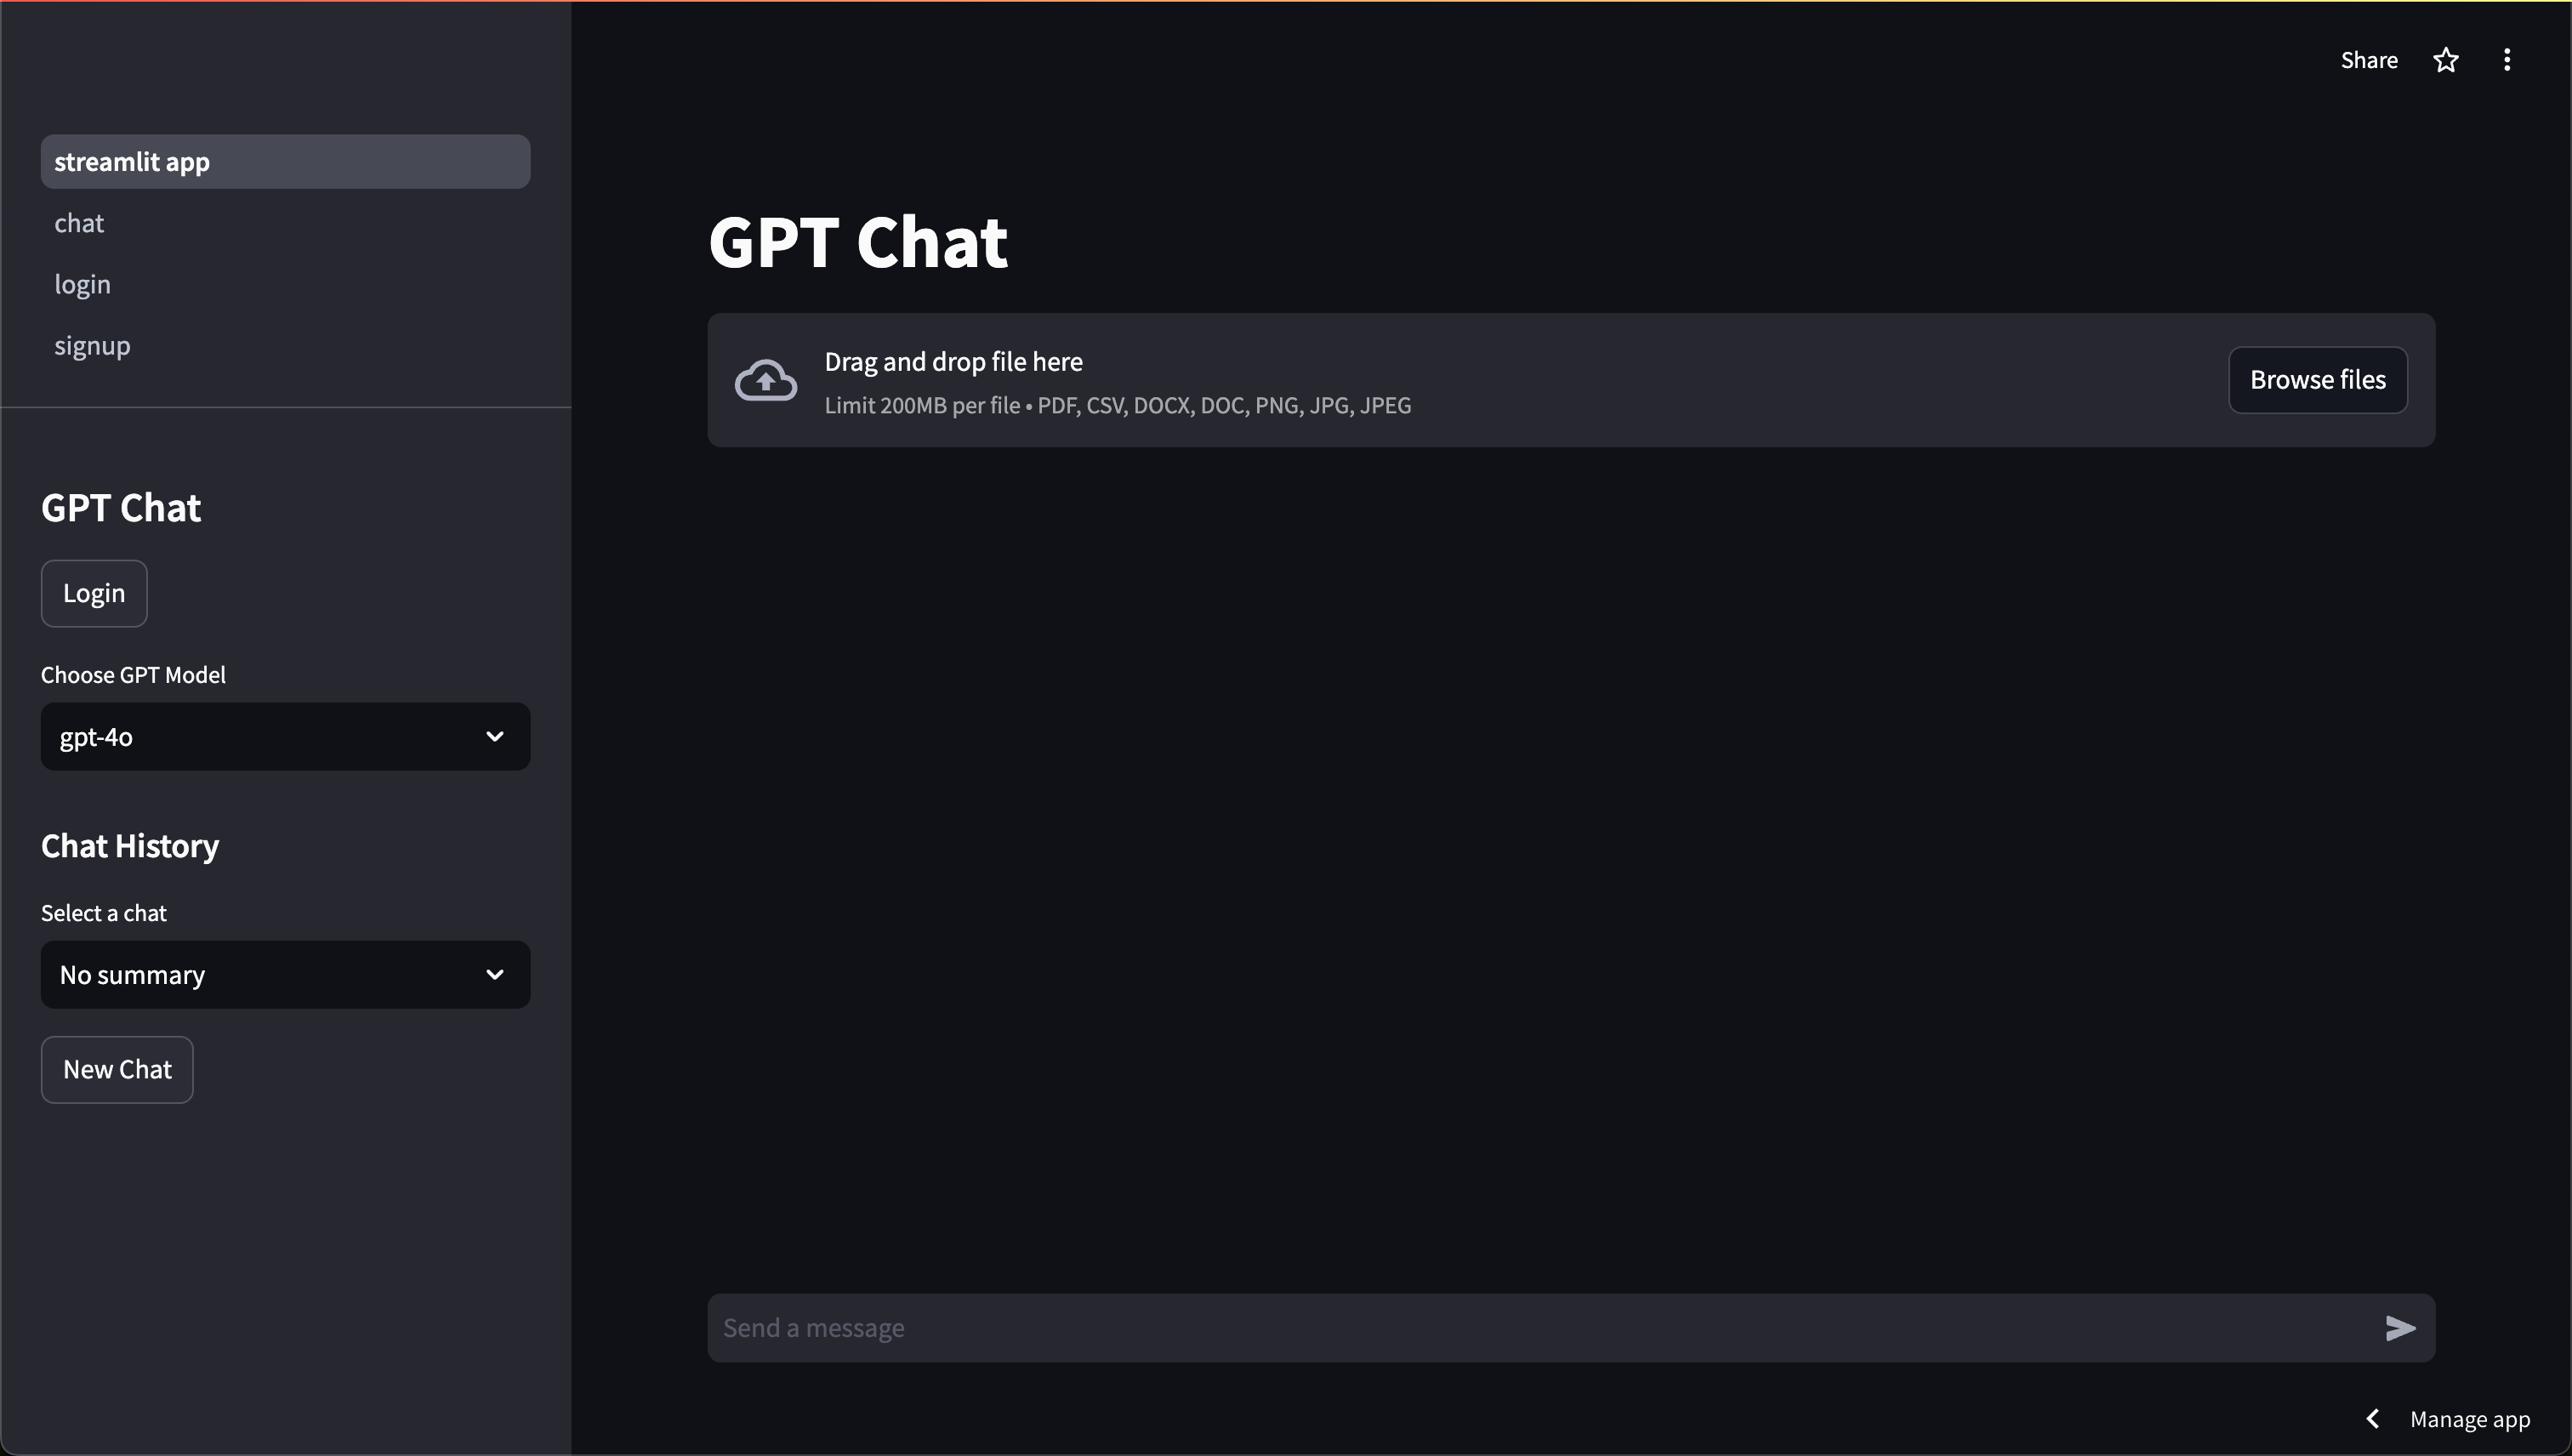 Share
streamlit app
chat
login
signup
GPT Chat
Login
Choose GPT Model
gpt-4o
Chat History
Select a chat
No summary
New Chat
GPT Chat
Drag and drop file here
Limit 200MB per file • PDF, CSV, DOCX, DOC, PNG, JPG, JPEG
Browse files
Send a message
Manage app